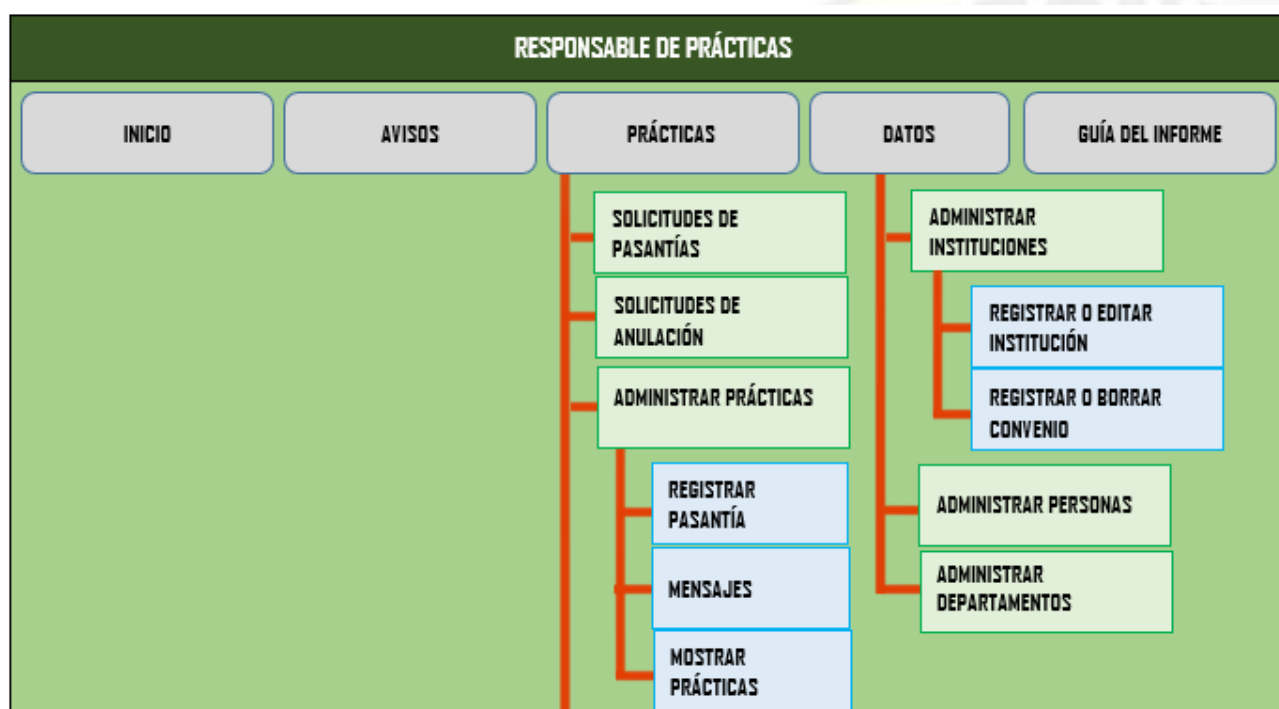 RESPONSABLE DE PRÁCTICAS
INICIO
AVISOS
PRÁCTICAS
DATOS
GUÍA DEL INFORME
SOLICITUDES DE
PASANTÍAS
SOLICITUDES DE
ANULACIÓN
ADMINISTRAR PRÁCTICAS
REGISTRAR
PASANTÍA
MENSAJES
MOSTRAR
PRÁCTICAS
ADMINISTRAR
INSTITUCIONES
REGISTRAR O EDITAR
INSTITUCIÓN
REGISTRAR O BORRAR
CONVENIO
ADMINISTRAR PERSONAS
ADMINISTRAR
DEPARTAMENTOS